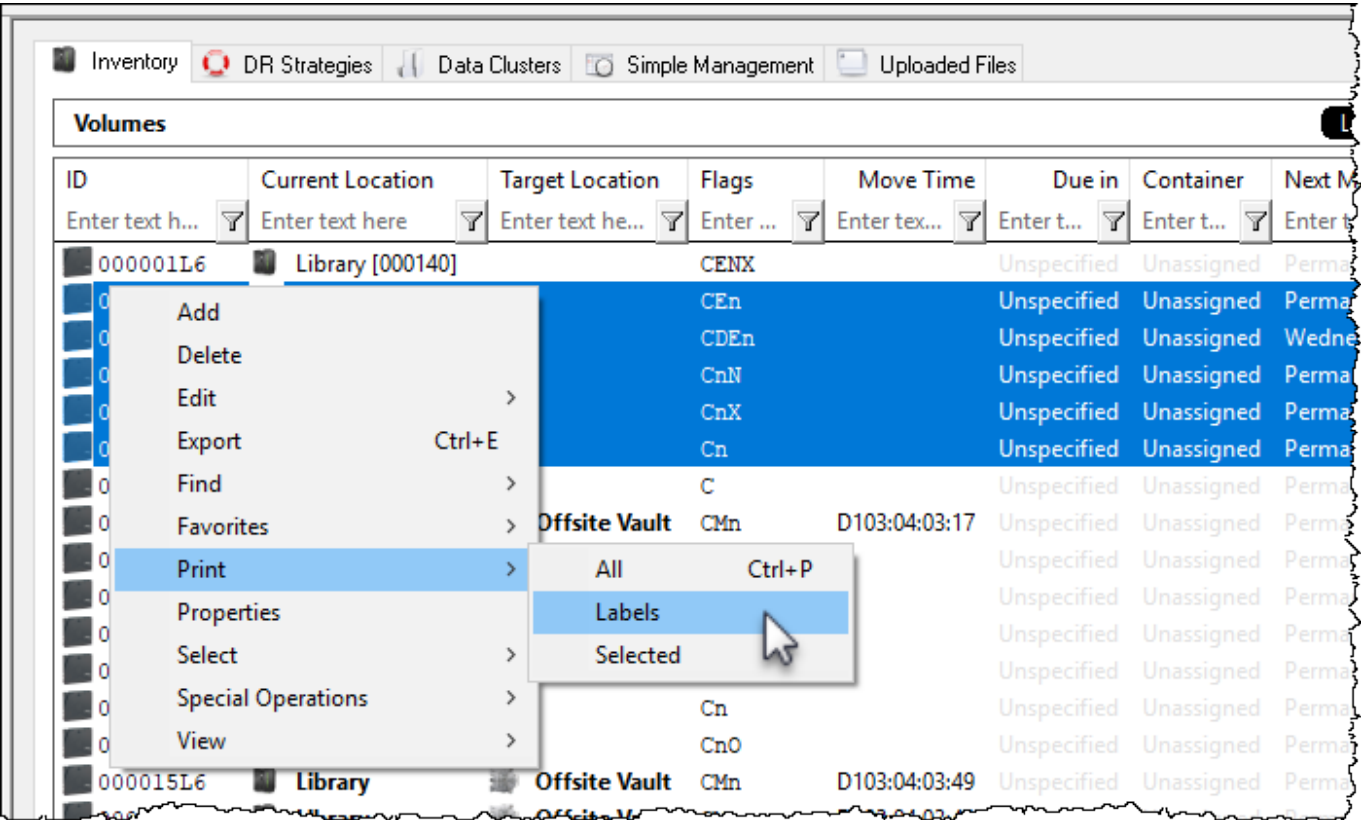 Inventory DR Strategies Data Clusters Simple Management Uploaded Files
Volumes
ID Current Location Target Location Flags Move Time Due in Container Next M
Enter text h... Enter text here Enter text he... Enter ... Enter tex... Enter t... Enter t... Enter t
000001L6 Library [000140] CENX Unspecified Unassigned Perma
CEn Unspecified Unassigned Perma
Add
CDEn Unspecified Unassigned Wedne
Delete
CnN Unspecified Unassigned Perma
Edit >
CnX Unspecified Unassigned Perma
Export Ctrl+E
Cn Unspecified Unassigned Perma
Find >
C Unspecified Unassigned Perma
Favorites >
Offsite Vault CMn D103:04:03:17 Unspecified Unassigned Perma
Print >
All Ctrl+P
Unspecified Unassigned Perma
Properties
Labels
Unspecified Unassigned Perma
Select >
Selected
Unspecified Unassigned Perma
Unspecified Unassigned Perma
Special Operations >
Cn Unspecified Unassigned Perma
View >
CnO Unspecified Unassigned Perma
000015L6 Library Offsite Vault CMn D103:04:03:49 Unspecified Unassigned Perma